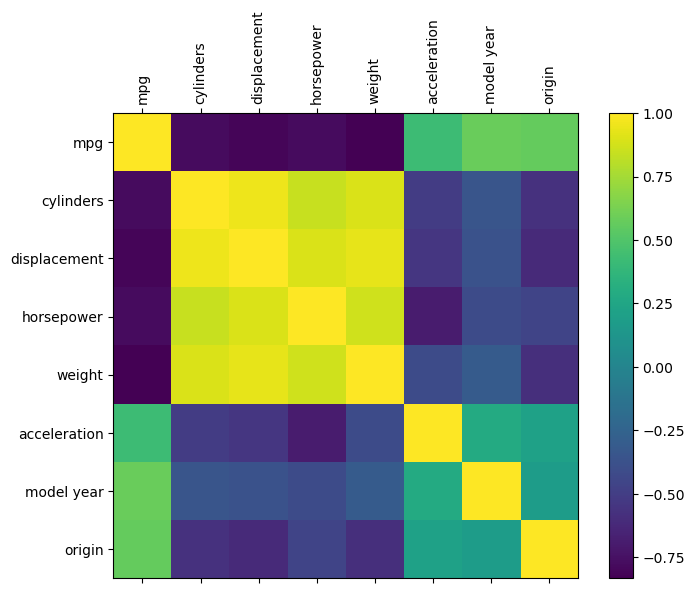 mpg
cylinders
displacement
horsepower
weight
acceleration
model year
origin
mpg
cylinders
displacement
horsepower
weight
acceleration
model year
origin
1.00
0.75
0.50
0.25
0.00
−0.25
−0.50
−0.75